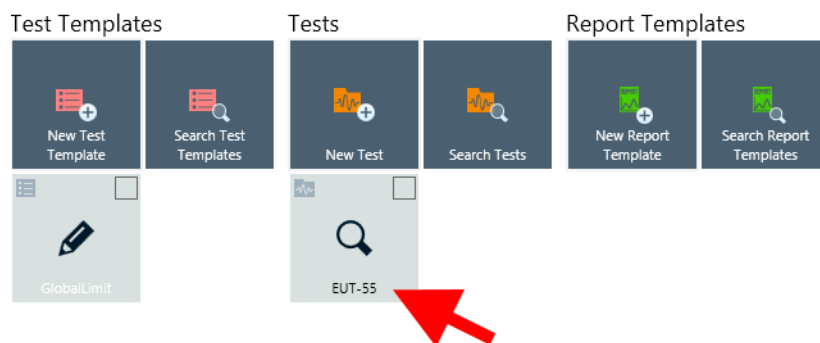 Test Templates
Tests
Report Templates
New Test
Template
Search Test
Templates
New Test
Search Tests
New Report
Template
Search Report
Templates
GlobalLimit
EUT-55